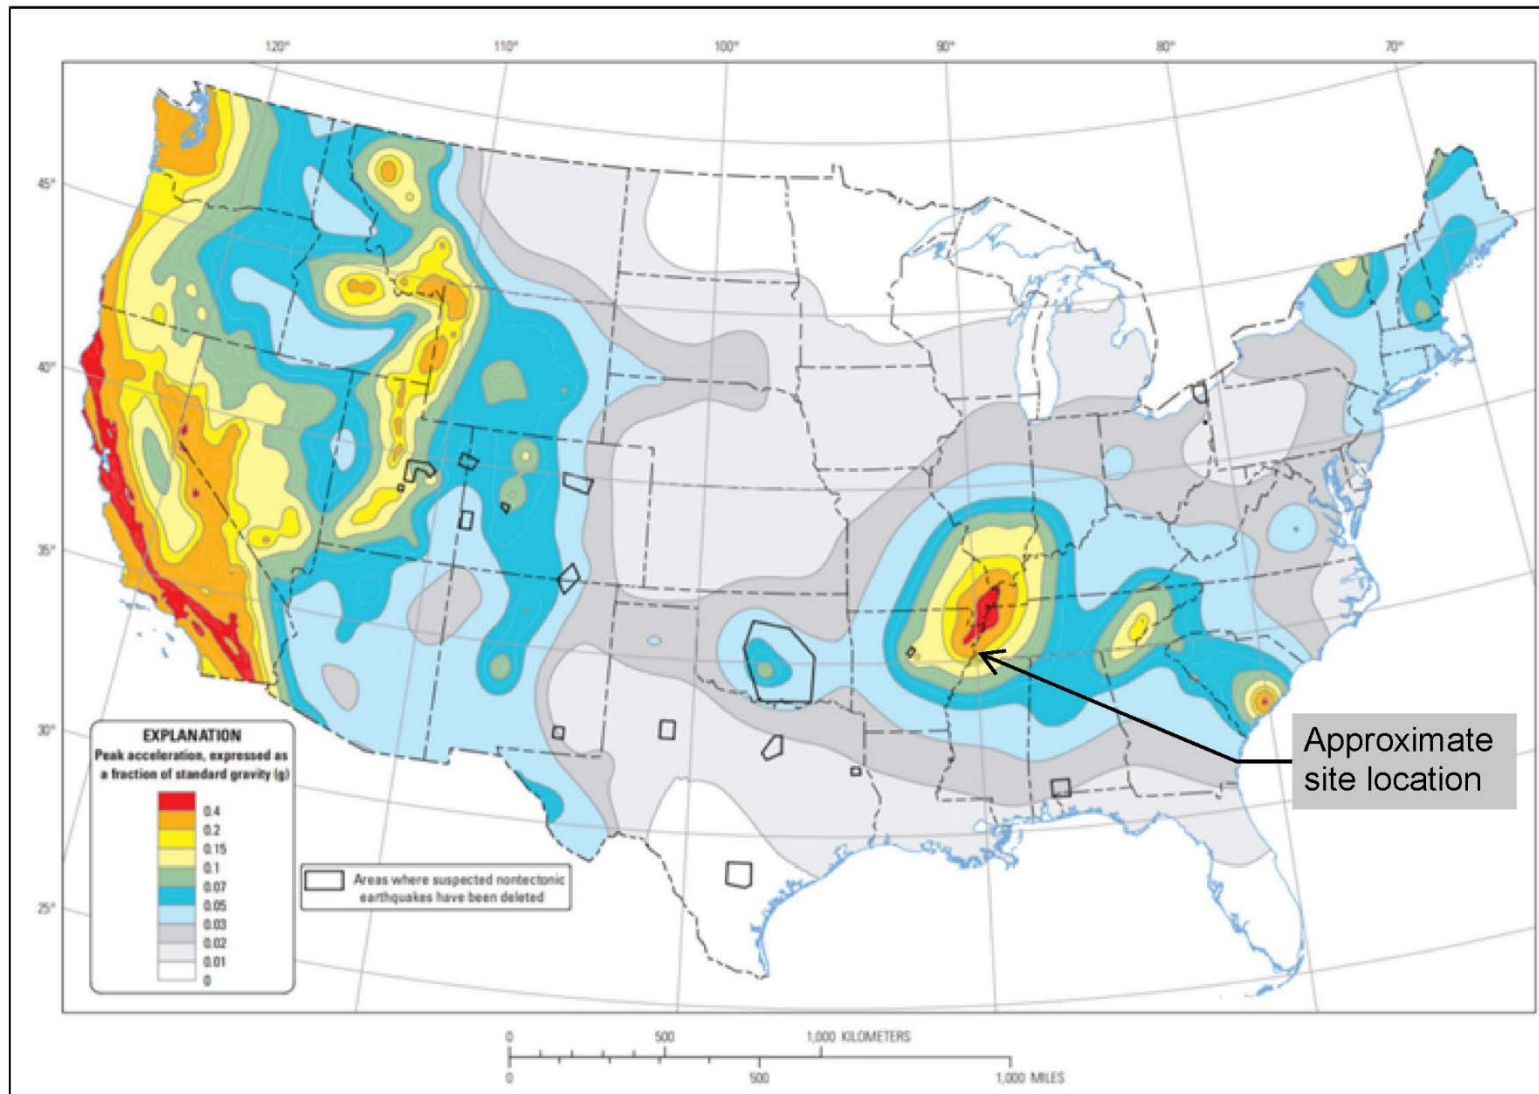 120°
110°
100°
90°
80°
70°
45°
40°
35°
30°
25°
EXPLANATION
Peak acceleration, expressed as
a fraction of standard gravity (g)
0.4
0.2
0.15
0.1
0.07
0.05
0.03
0.02
0.01
0
Areas where suspected nontectonic
earthquakes have been deleted
Approximate
site location
0 500 1,000 KILOMETERS
0 500 1,000 MILES